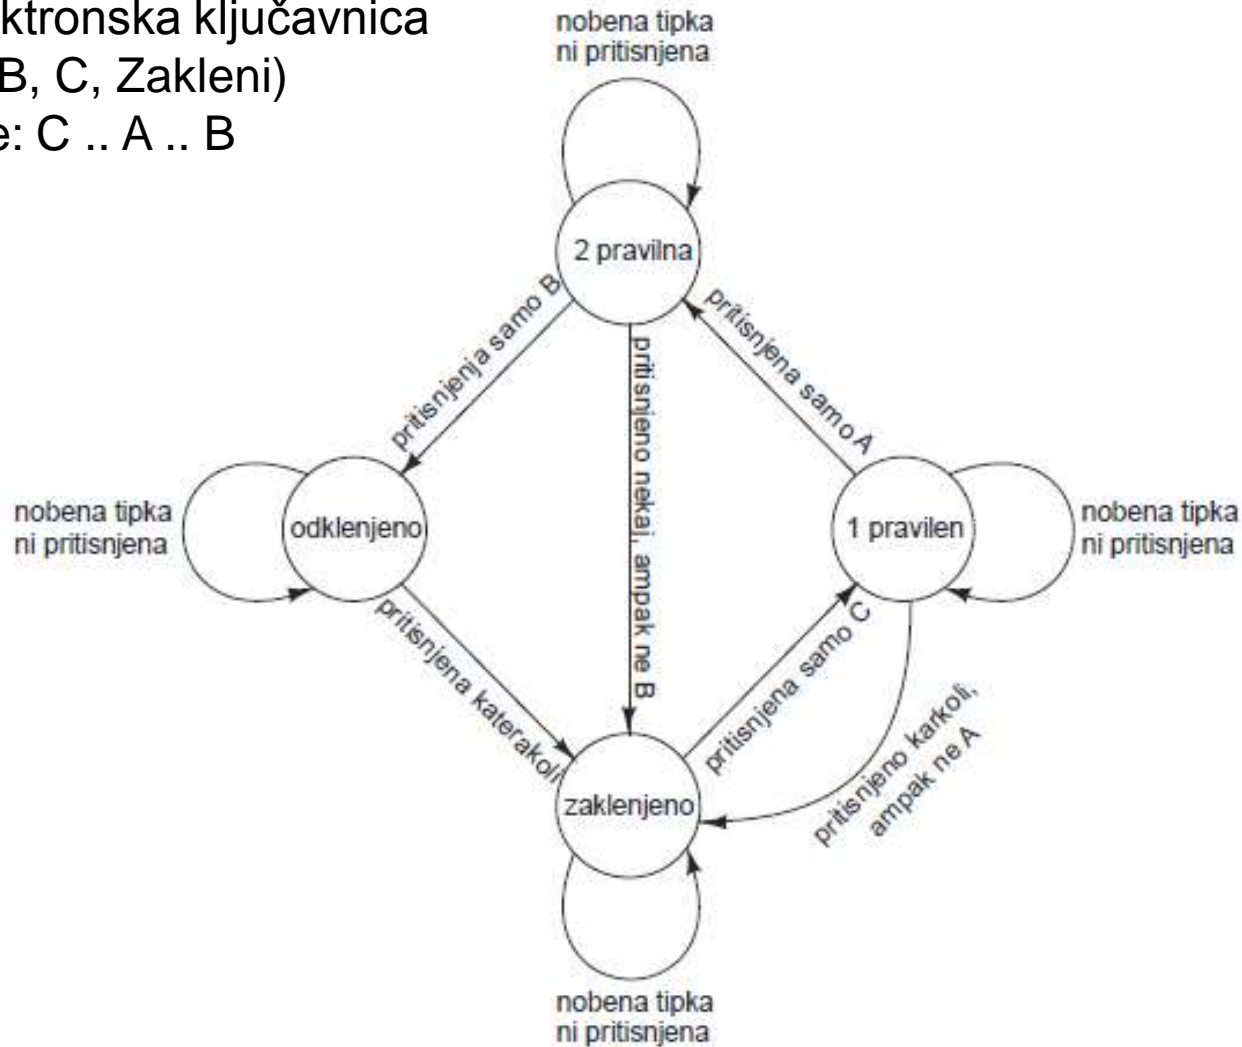 ktronska ključavnica
B, C, Zakleni)
e: C .. A .. B
nobena tipka
ni pritisnjena
2 pravilna
pritisnjenja samo B
pritisnjena samo A
pritisnjeno nekaj, ampak ne B
nobena tipka
ni pritisnjena
odklenjeno
1 pravilen
nobena tipka
ni pritisnjena
pritisnjena katerakoli
pritisnjena samo C
pritisnjeno karkoli,
ampak ne A
zaklenjeno
nobena tipka
ni pritisnjena